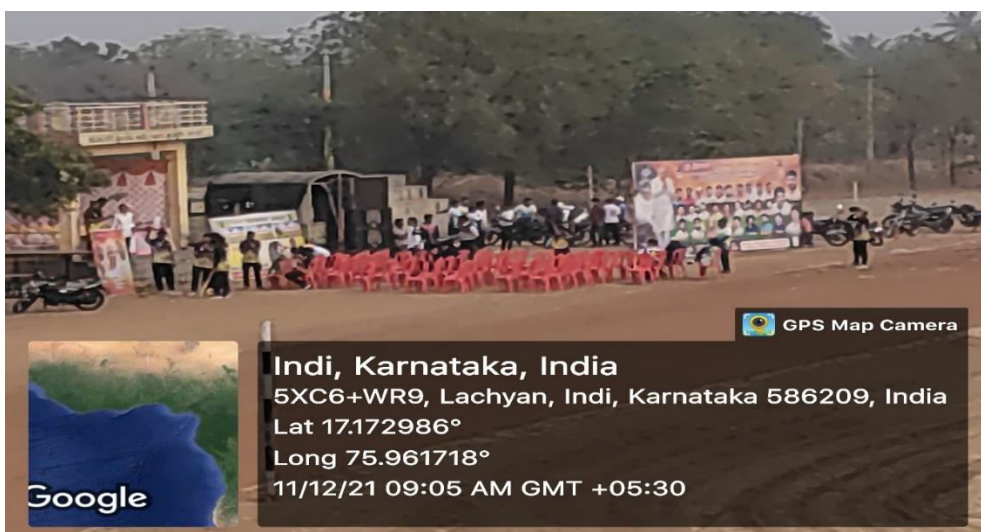 GPS Map Camera
Indi, Karnataka, India
5XC6+WR9, Lachyan, Indi, Karnataka 586209, India
Lat 17.172986°
Long 75.961718°
11/12/21 09:05 AM GMT +05:30
Google